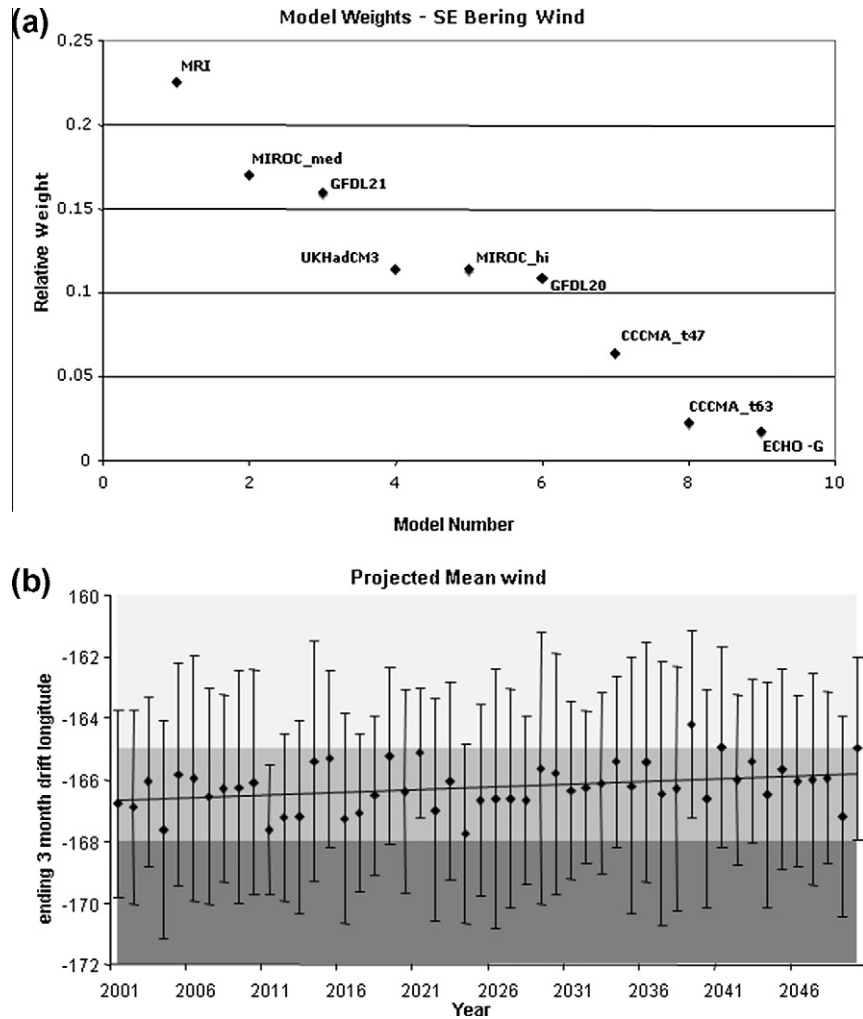 (a)
Model Weights - SE Bering Wind
0.25
0.2
0.15
0.1
0.05
0
Relative Weight
MRI
MIROC_med
GFDL21
UKHadCM3
MIROC_hi
GFDL20
CCCMA_t47
CCCMA_t63
ECHO -G
0 2 4 6 8 10
Model Number
(b)
Projected Mean wind
160
-162
-164
-166
-168
-170
-172
ending 3 month drift longitude
2001 2006 2011 2016 2021 2026 2031 2036 2041 2046
Year